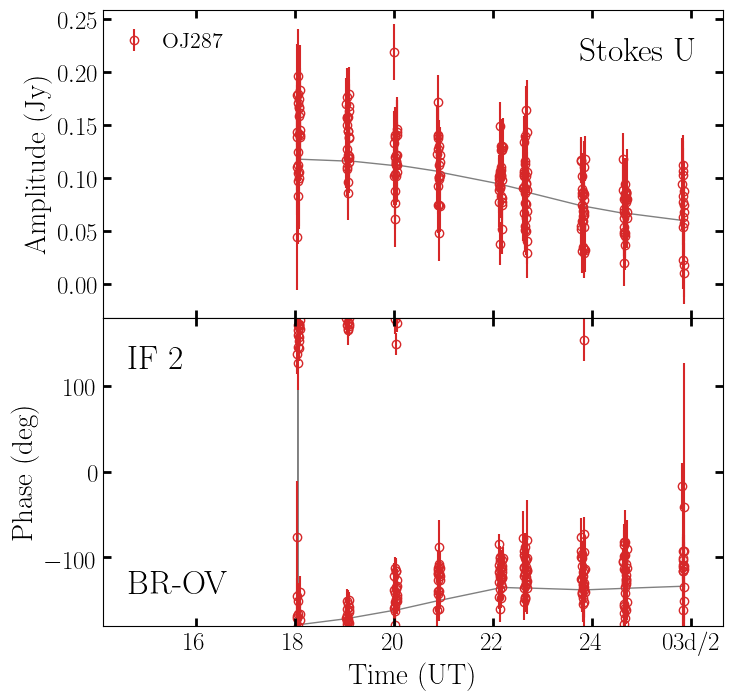 0.25
OJ287
Stokes U
0.20
0.15
0.10
0.05
0.00
Amplitude (Jy)
IF 2
100
0
−100
Phase (deg)
BR-OV
16 18 20 22 24 03d/2
Time (UT)